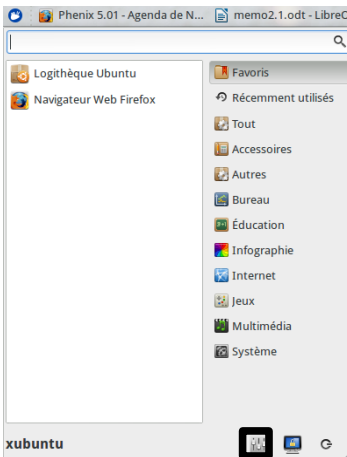 Phenix 5.01 - Agenda de N... memo2.1.odt - LibreO
Logithèque Ubuntu
Navigateur Web Firefox
Favoris
Récemment utilisés
Tout
Accessoires
Autres
Bureau
Éducation
Infographie
Internet
Jeux
Multimédia
Système
xubuntu